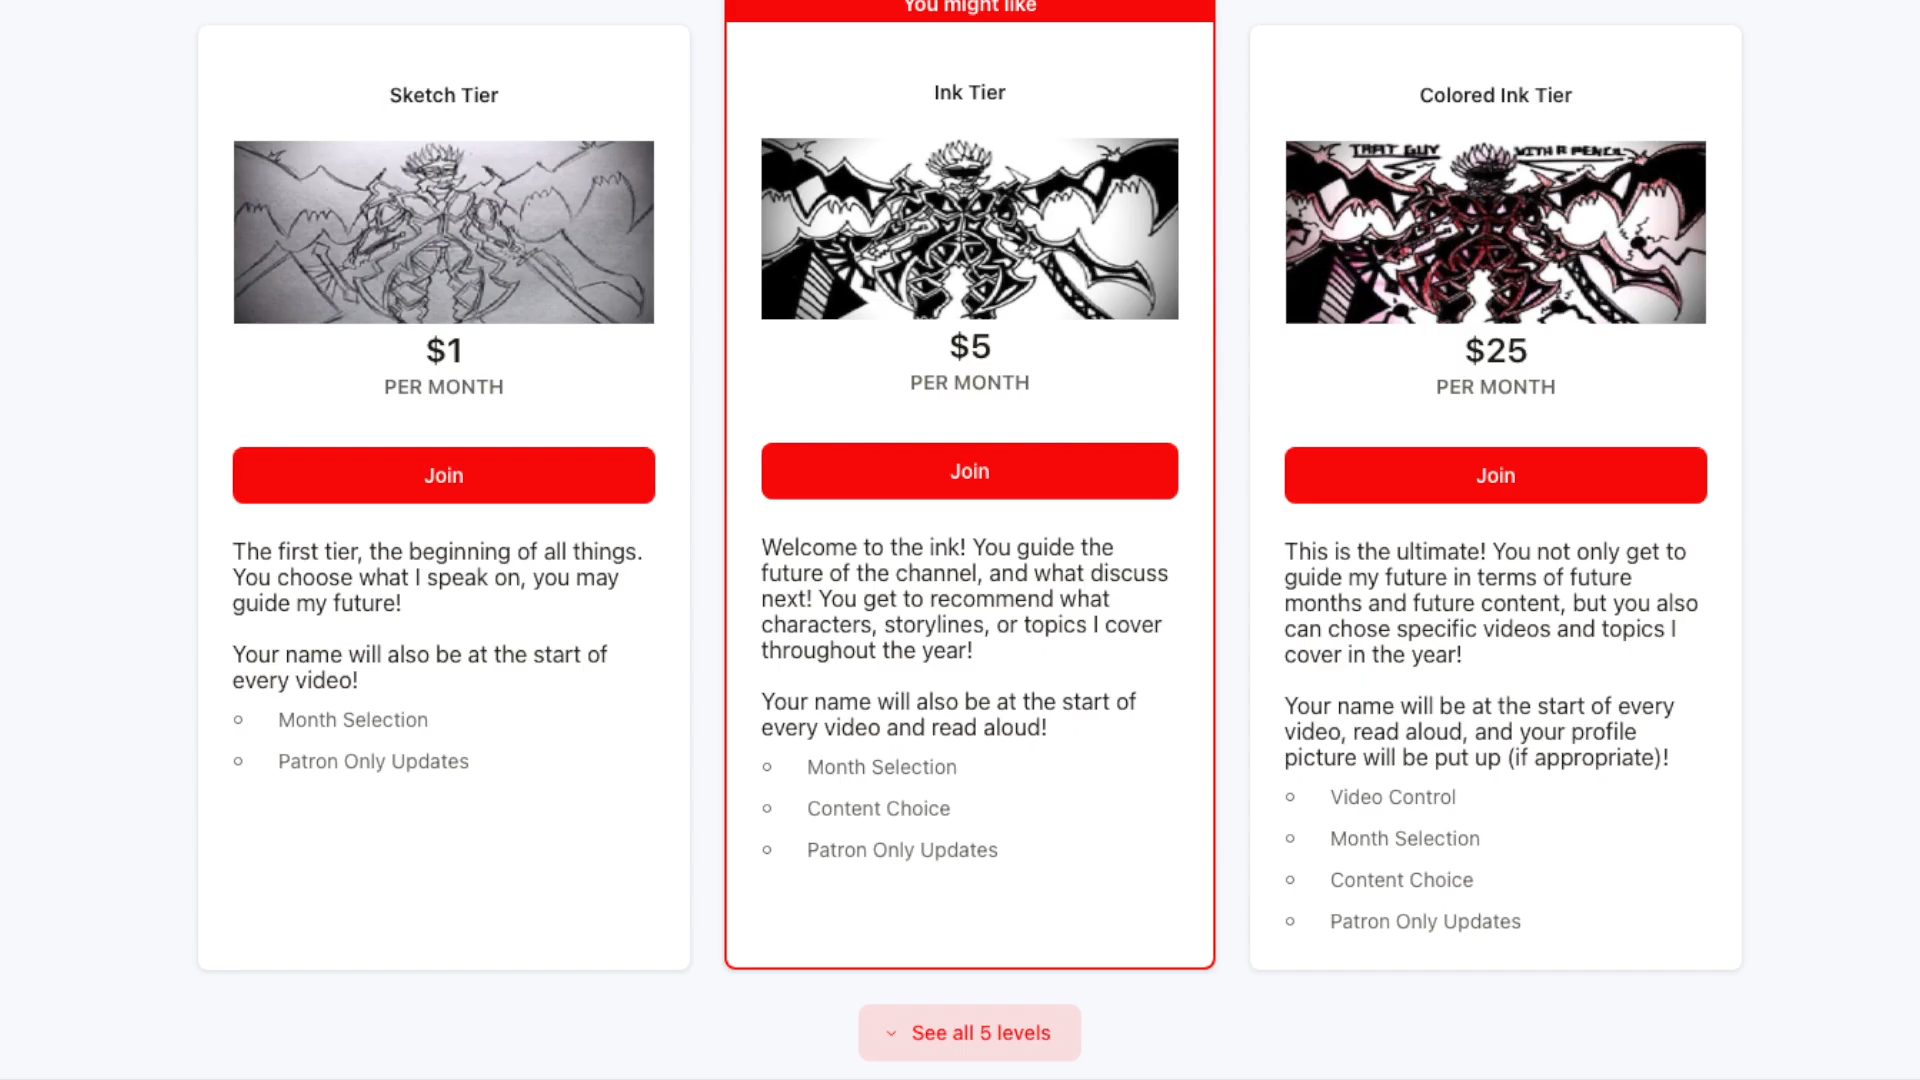 You might like
Sketch Tier
$1
PER MONTH
Join
The first tier, the beginning of all things.
You choose what I speak on, you may
guide my future!
Your name will also be at the start of
every video!
Month Selection
Patron Only Updates
Ink Tier
$5
PER MONTH
Join
Welcome to the ink! You guide the
future of the channel, and what discuss
next! You get to recommend what
characters, storylines, or topics I cover
throughout the year!
Your name will also be at the start of
every video and read aloud!
Month Selection
Content Choice
Patron Only Updates
Colored Ink Tier
THAT GUY WITH A PENCIL
$25
PER MONTH
Join
This is the ultimate! You not only get to
guide my future in terms of future
months and future content, but you also
can chose specific videos and topics I
cover in the year!
Your name will be at the start of every
video, read aloud, and your profile
picture will be put up (if appropriate)!
Video Control
Month Selection
Content Choice
Patron Only Updates
See all 5 levels